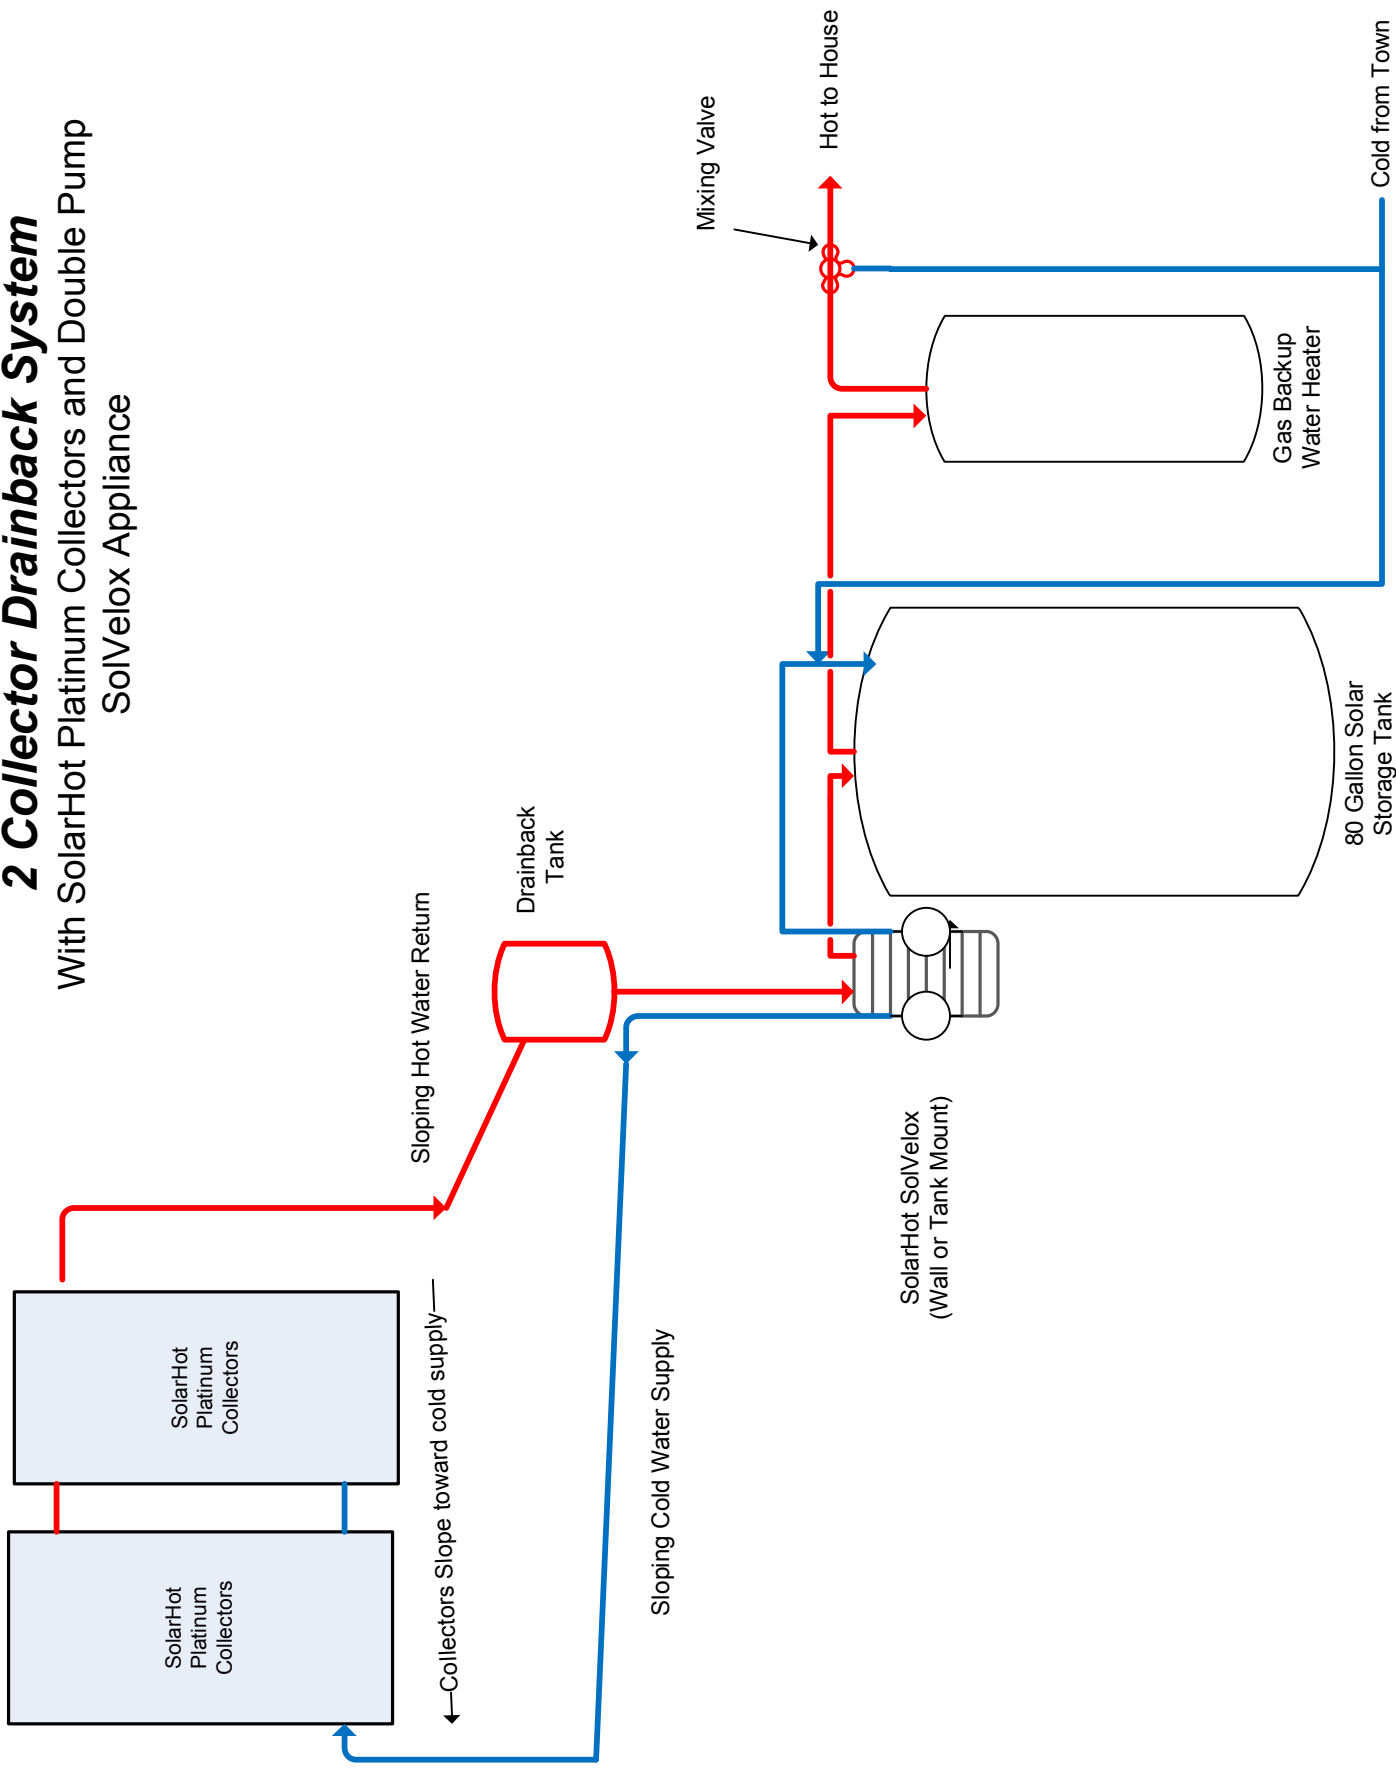 2 Collector Drainback System
With SolarHot Platinum Collectors and Double Pump
SolVelox Appliance
SolarHot
Platinum
Collectors
SolarHot
Platinum
Collectors
Collectors Slope toward cold supply
Sloping Hot Water Return
Drainback
Tank
Sloping Cold Water Supply
SolarHot SolVelox
(Wall or Tank Mount)
80 Gallon Solar
Storage Tank
Gas Backup
Water Heater
Mixing Valve
Hot to House
Cold from Town